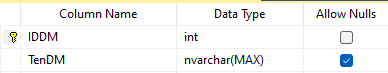 Column Name Data Type Allow Nulls
IDDM int
TenDM nvarchar(MAX)